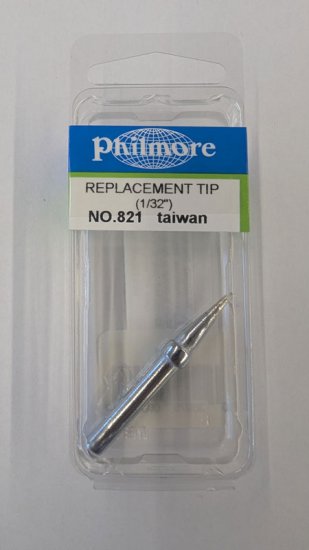 Philmore
REPLACEMENT TIP
(1/32")
NO.821 taiwan